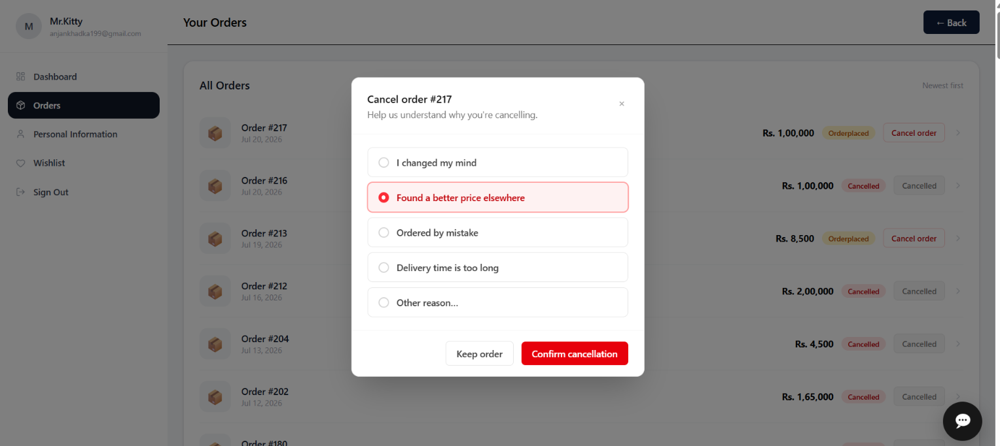 M
Mr.Kitty
anjankhadka199@gmail.com
Dashboard
Orders
Personal Information
Wishlist
Sign Out
Your Orders
← Back
All Orders
Newest first
Order #217
Jul 20, 2026
Rs. 1,00,000
Orderplaced
Cancel order
Order #216
Jul 20, 2026
Rs. 1,00,000
Cancelled
Cancelled
Order #213
Jul 19, 2026
Rs. 8,500
Orderplaced
Cancel order
Order #212
Jul 16, 2026
Rs. 2,00,000
Cancelled
Cancelled
Order #204
Jul 13, 2026
Rs. 4,500
Cancelled
Cancelled
Order #202
Jul 12, 2026
Rs. 1,65,000
Cancelled
Cancelled
Order #180
Cancel order #217
×
Help us understand why you're cancelling.
I changed my mind
Found a better price elsewhere
Ordered by mistake
Delivery time is too long
Other reason...
Keep order
Confirm cancellation